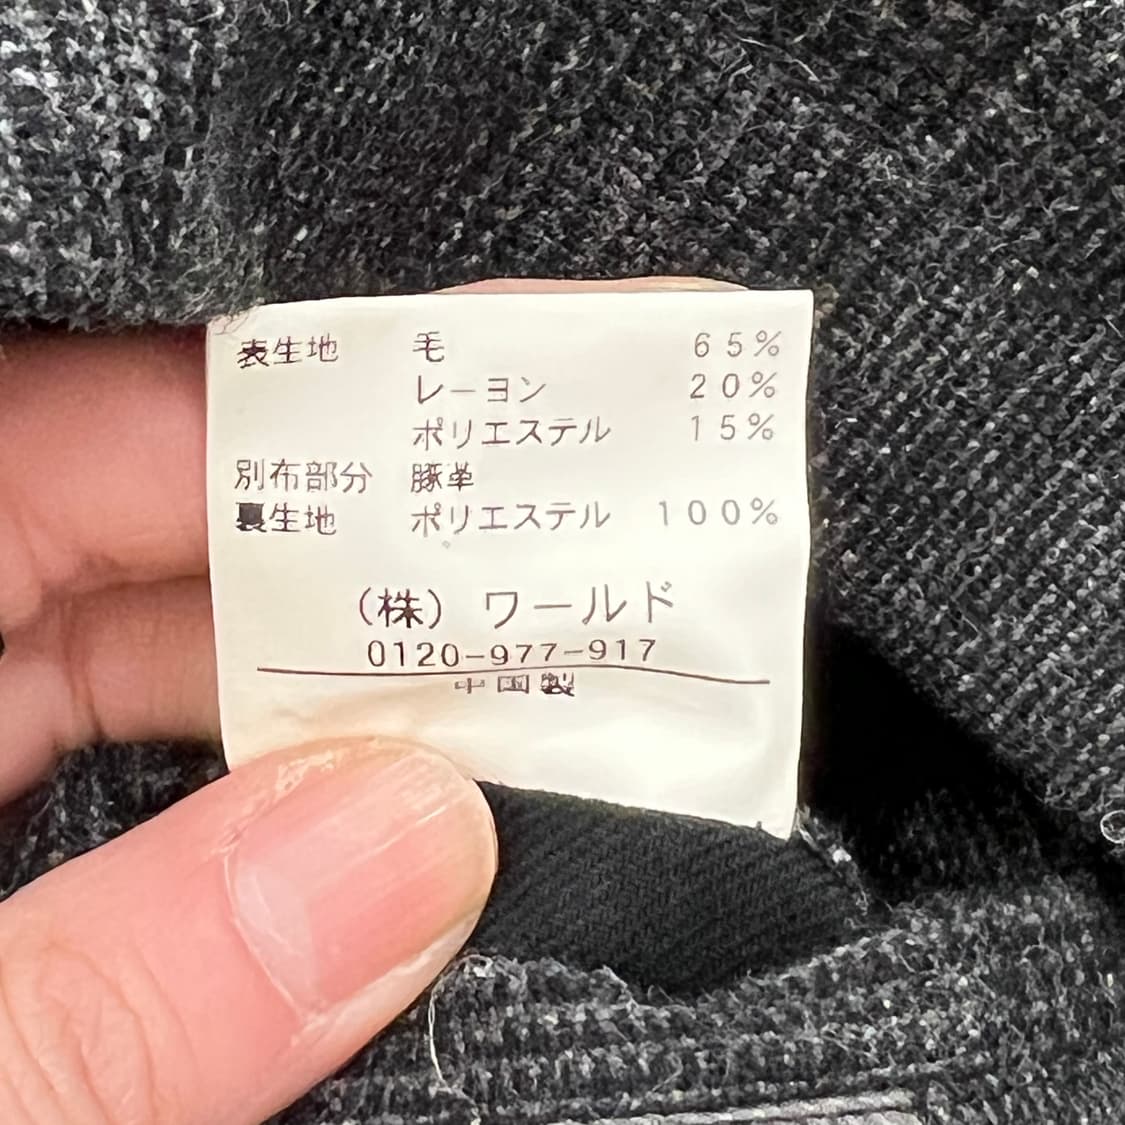 表生地 毛 65%
レーヨン 20%
ポリエステル 15%
別布部分 豚革
裏生地 ポリエステル 100%
(株) ワールド
0120-977-917
中国製